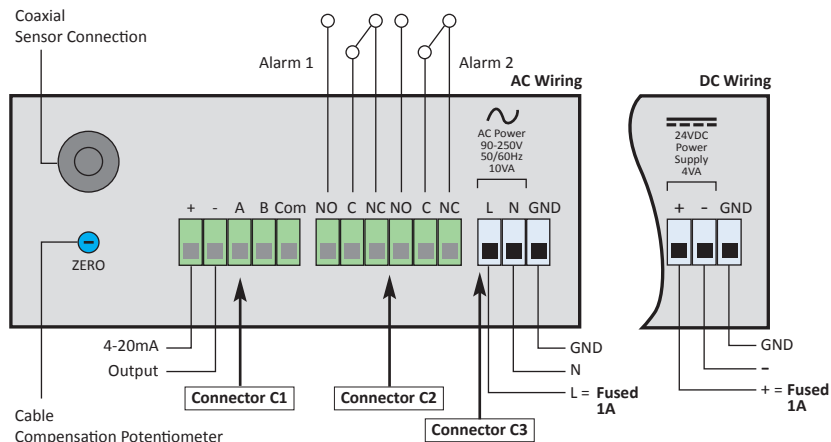 Coaxial
Sensor Connection
Alarm 1
Alarm 2
AC Wiring
DC Wiring
AC Power
90-250V
50/60Hz
10VA
24VDC
Power
Supply
4VA
+ - A B Com
NO C NC NO C NC
L N GND
+ - GND
ZERO
4-20mA
Output
Connector C1
Connector C2
Connector C3
GND
N
L = Fused
1A
GND
-
+ = Fused
1A
Cable
Compensation Potentiometer